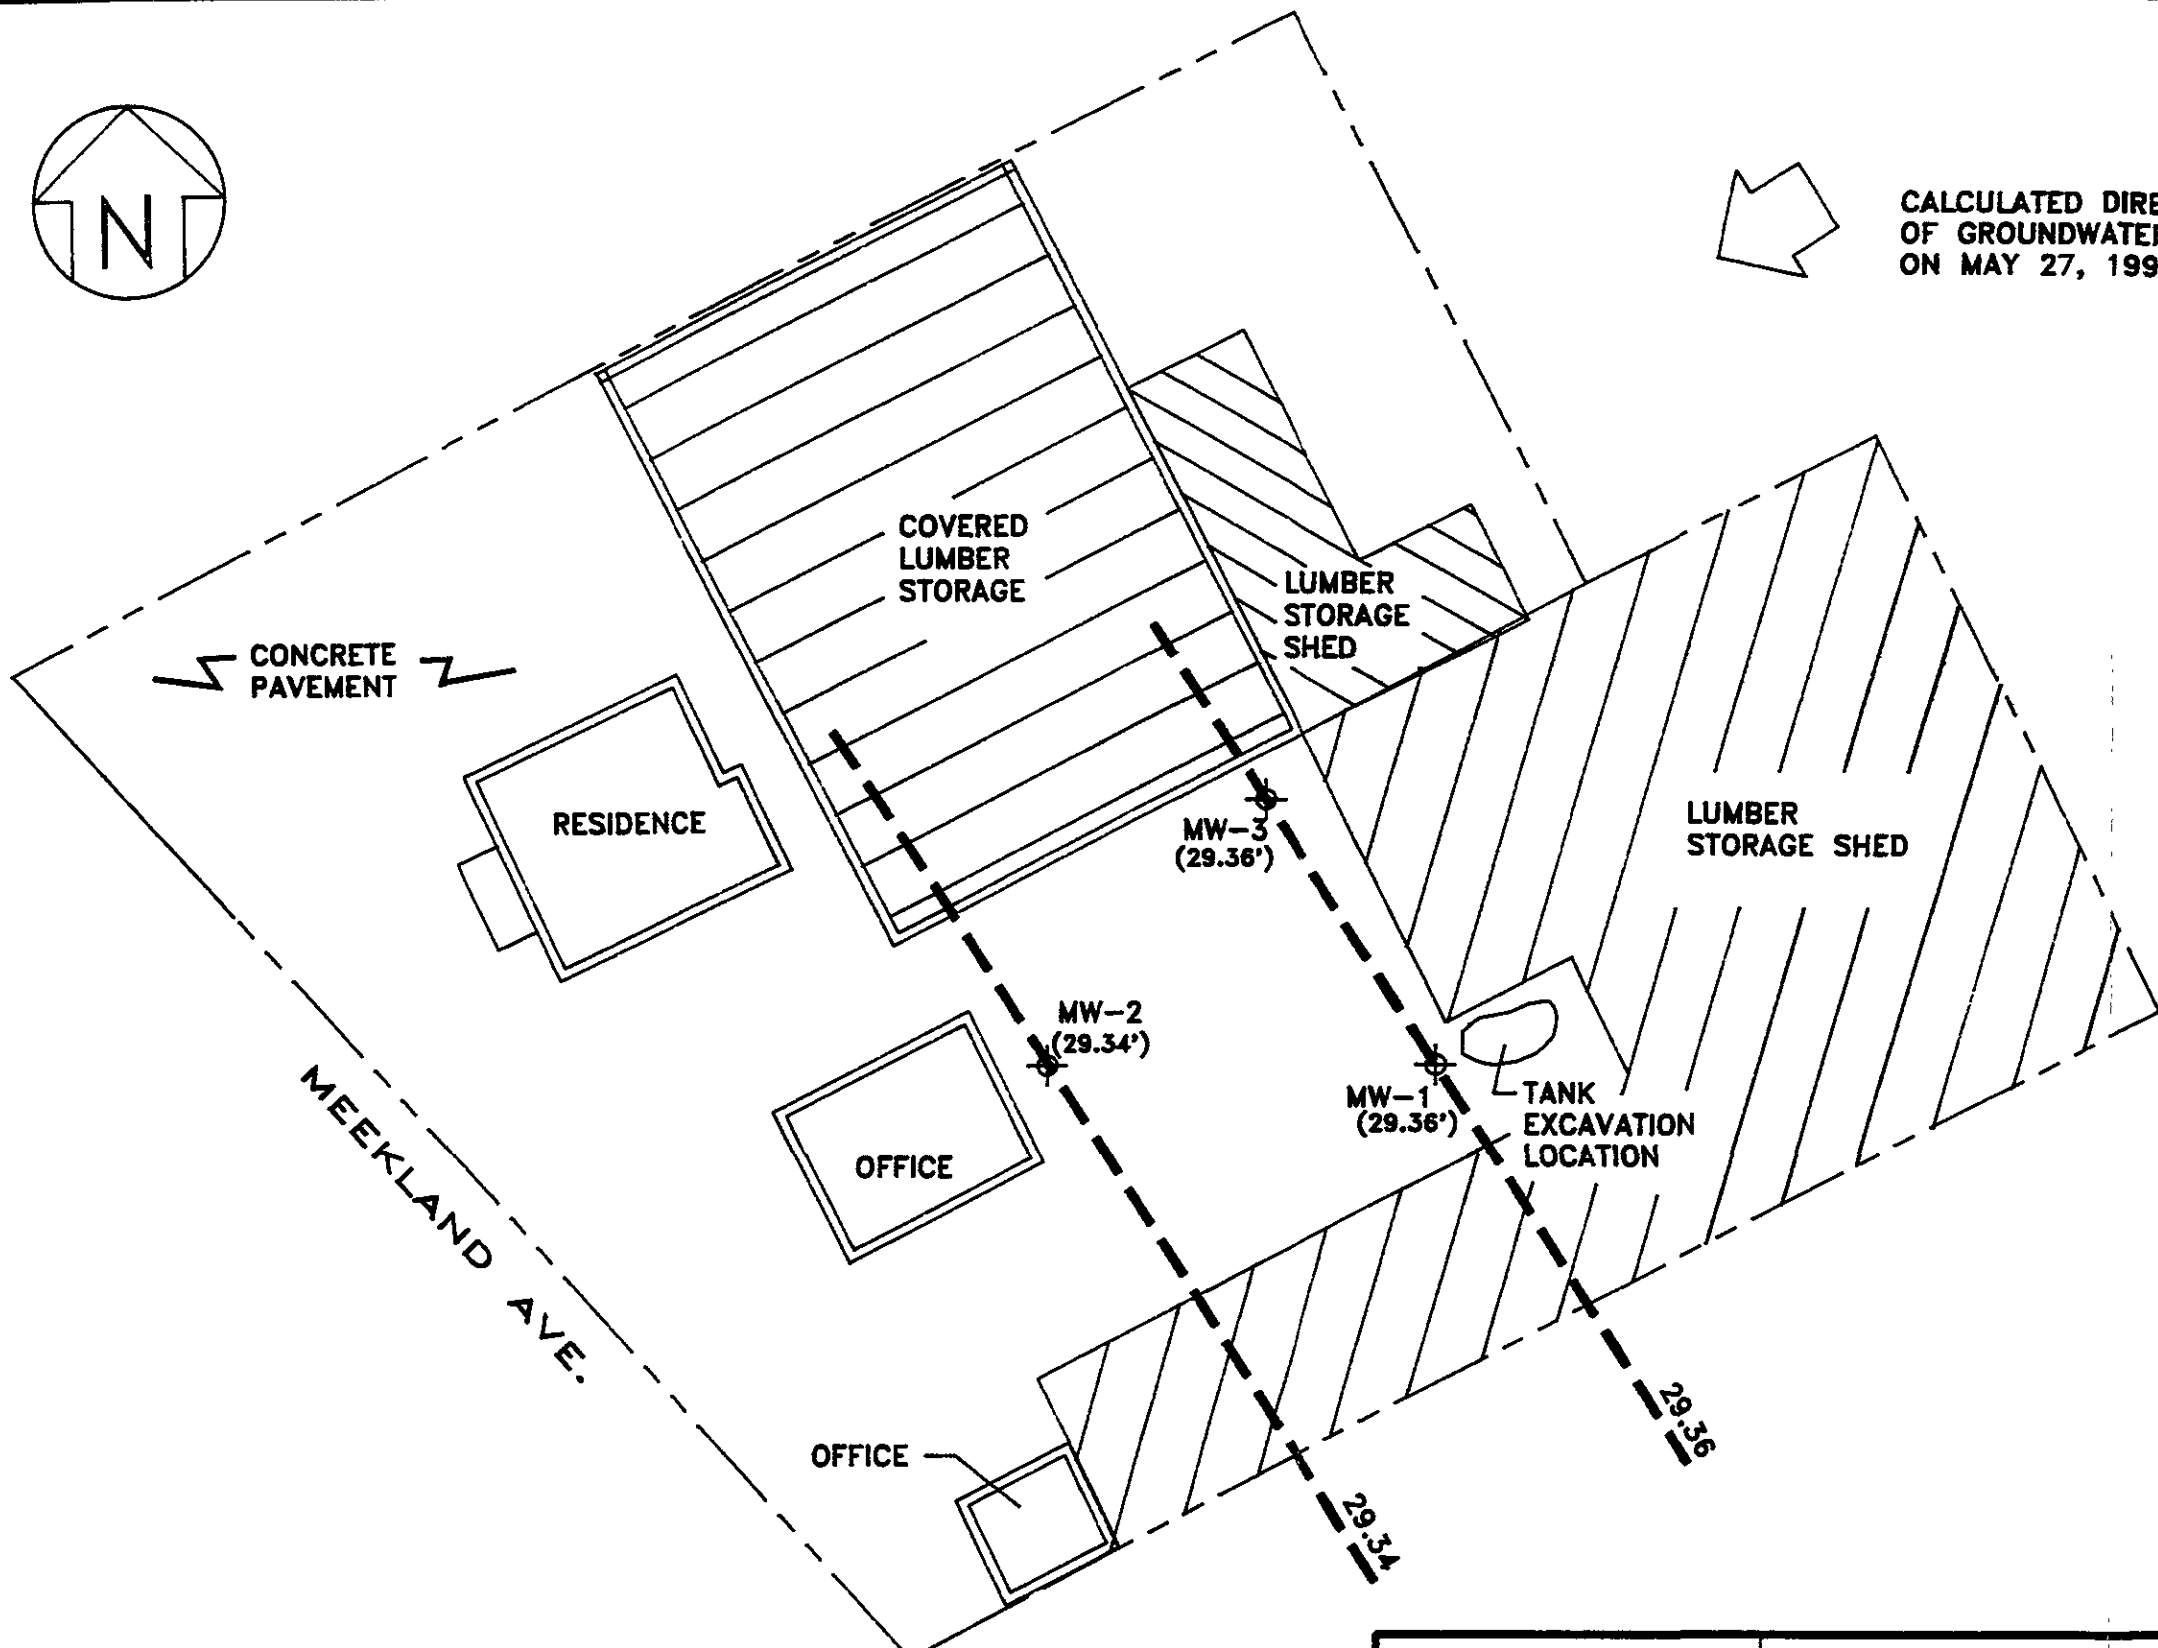 N
CALCULATED DIRE
OF GROUNDWATE
ON MAY 27, 199
COVERED
LUMBER
STORAGE
LUMBER
STORAGE
SHED
CONCRETE
PAVEMENT
RESIDENCE
MW-3
(29.36')
LUMBER
STORAGE SHED
MW-2
(29.34')
MW-1
(29.36')
TANK
EXCAVATION
LOCATION
OFFICE
MEEKLAND AVE.
OFFICE
29.36
29.34